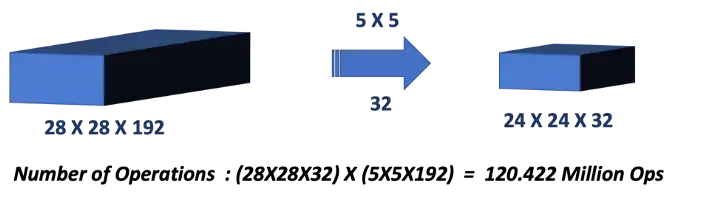 5 X 5
32
28 X 28 X 192
24 X 24 X 32
Number of Operations : (28X28X32) X (5X5X192) = 120.422 Million Ops